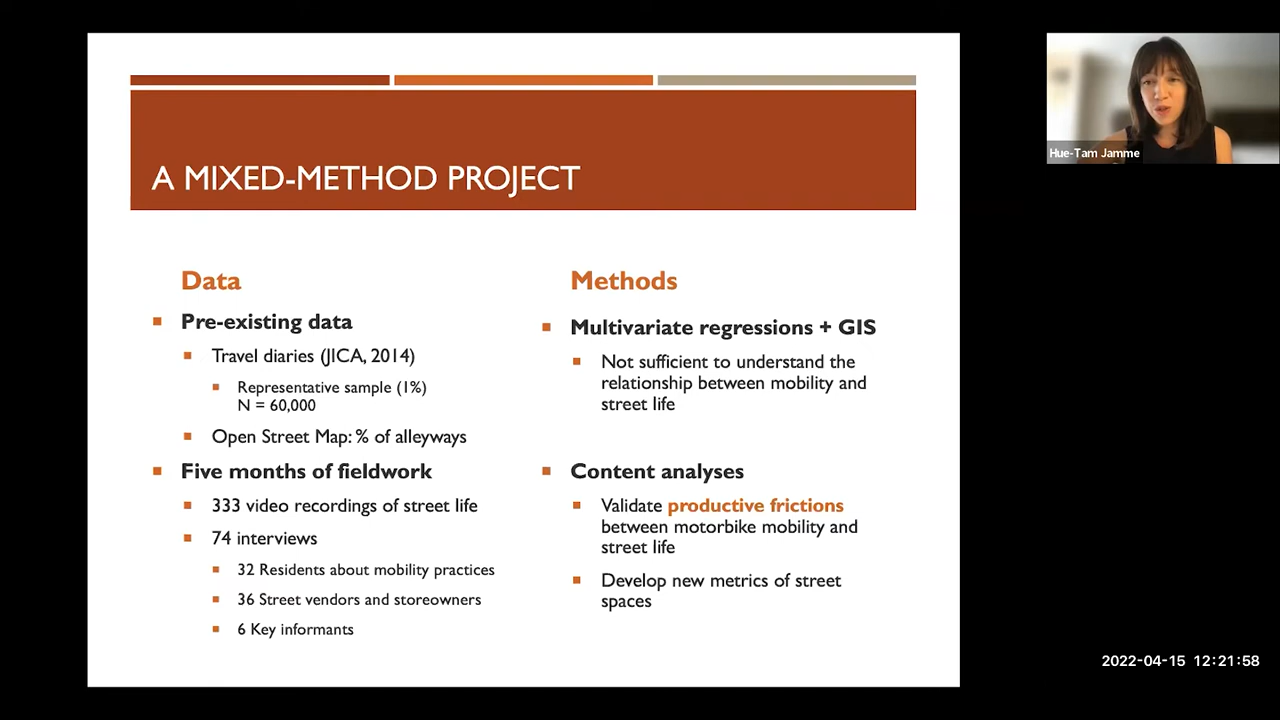 A MIXED-METHOD PROJECT
Data
Pre-existing data
Travel diaries (JICA, 2014)
Representative sample (1%)
N = 60,000
Open Street Map: % of alleyways
Five months of fieldwork
333 video recordings of street life
74 interviews
32 Residents about mobility practices
36 Street vendors and storeowners
6 Key informants
Methods
Multivariate regressions + GIS
Not sufficient to understand the
relationship between mobility and
street life
Content analyses
Validate productive frictions
between motorbike mobility and
street life
Develop new metrics of street
spaces
Hue-Tam Jamme
2022-04-15 12:21:58